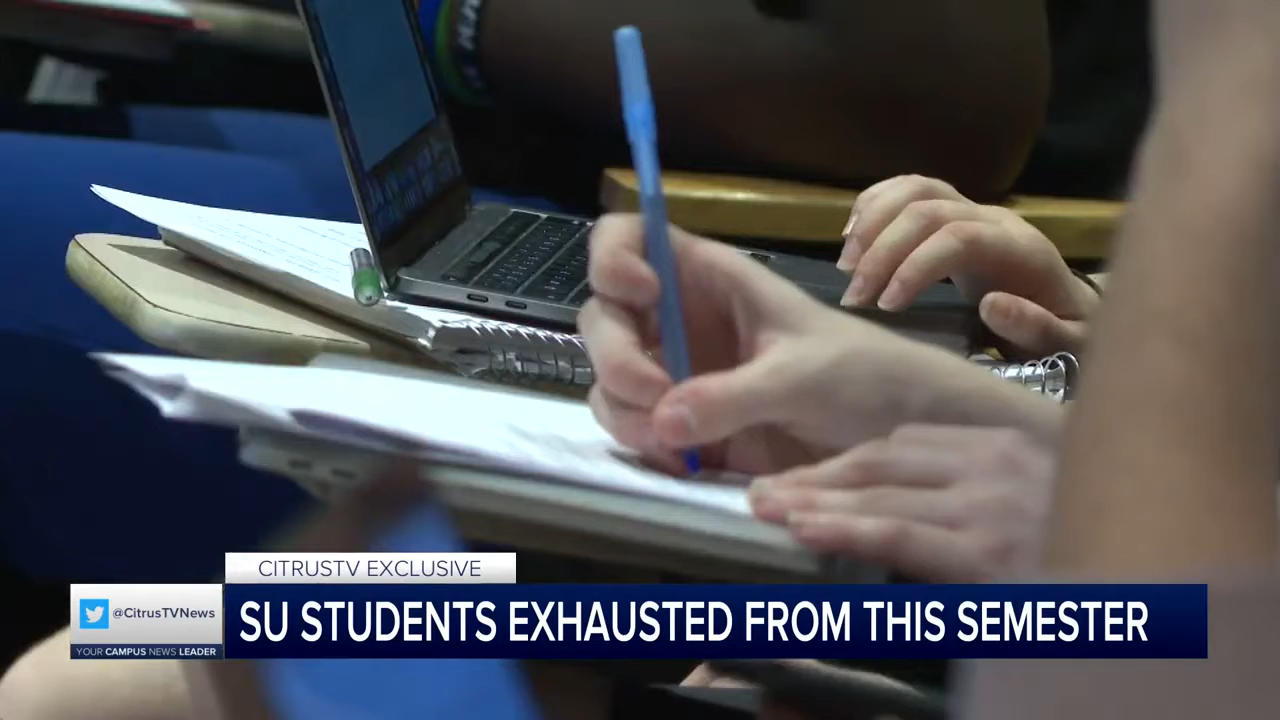 CITRUSTV EXCLUSIVE
@CitrusTVNews
SU STUDENTS EXHAUSTED FROM THIS SEMESTER
YOUR CAMPUS NEWS LEADER